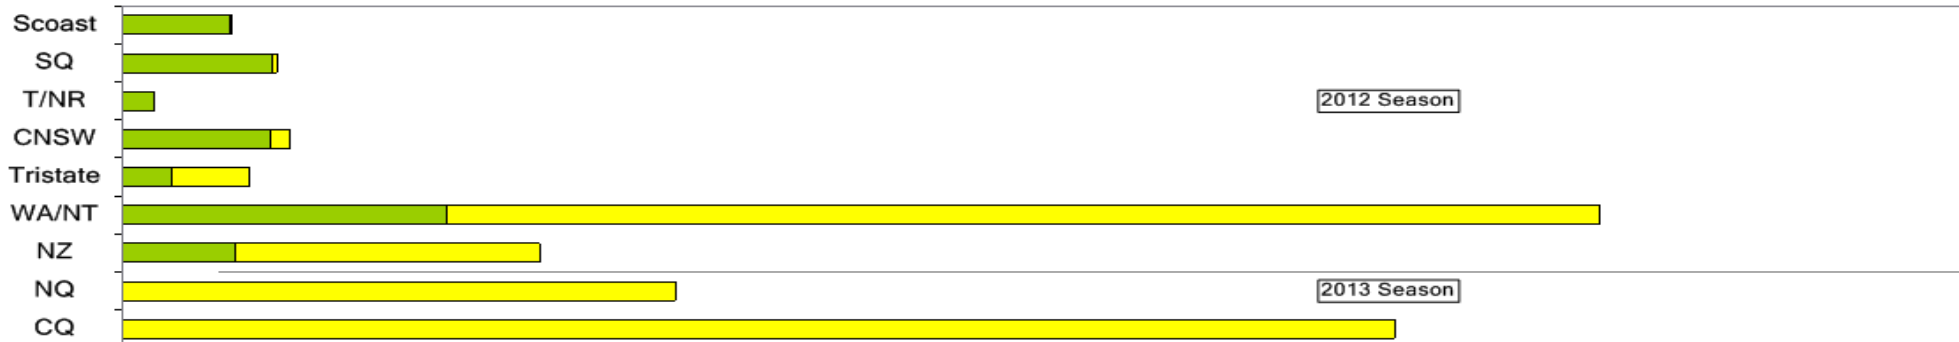 Scoast
SQ
T/NR
2012 Season
CNSW
Tristate
WA/NT
NZ
NQ
2013 Season
CQ